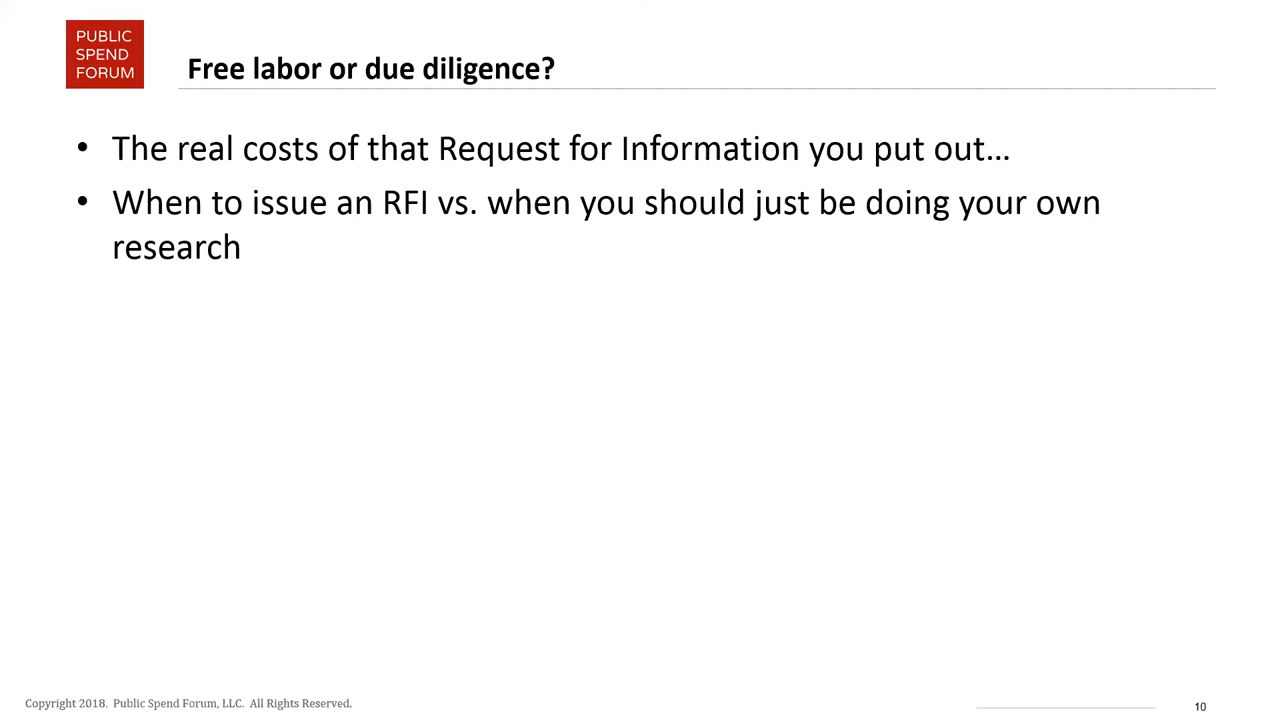 PUBLIC
SPEND
FORUM
Free labor or due diligence?
• The real costs of that Request for Information you put out…
• When to issue an RFI vs. when you should just be doing your own
research
Copyright 2018. Public Spend Forum, LLC. All Rights Reserved.
10